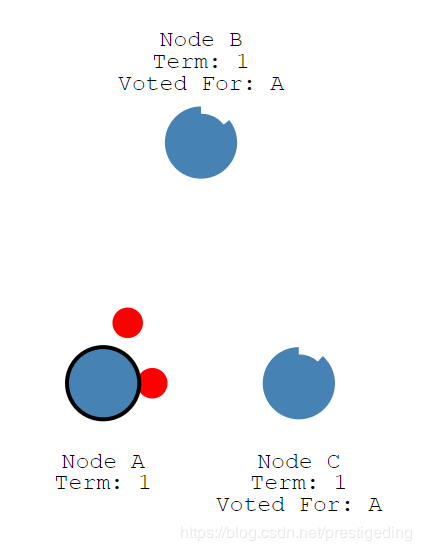 Node B
Term: 1
Voted For: A
Node A
Term: 1
Node C
Term: 1
Voted For: A
https://blog.csdn.net/prestigeding